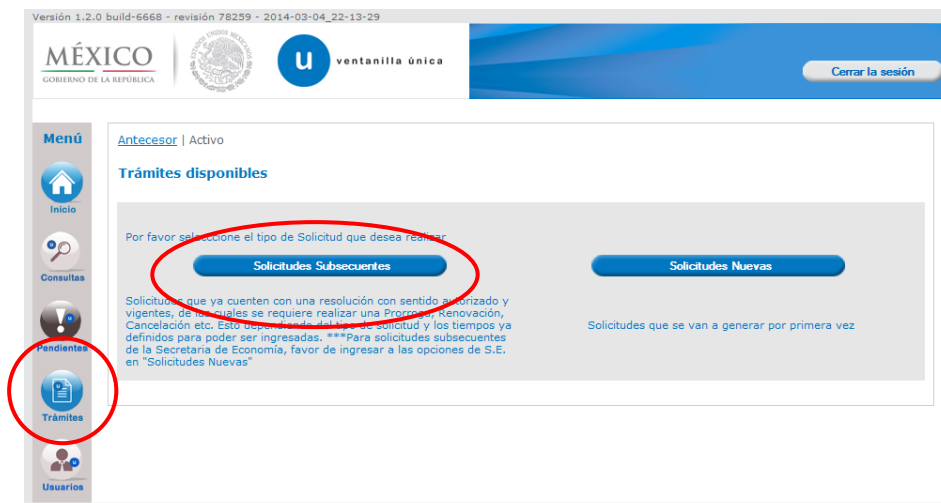 Versión 1.2.0 build-6668 - revisión 78259 - 2014-03-04_22-13-29
MÉXICO
GOBIERNO DE LA REPÚBLICA
ESTADOS UNIDOS MEXICANOS
u
ventanilla única
Cerrar la sesión
Menú
Inicio
Consultas
Pendientes
Trámites
Usuarios
Antecesor | Activo
Trámites disponibles
Por favor selecccione el tipo de Solicitud que desea realizar
Solicitudes Subsecuentes
Solicitudes que ya cuenten con una resolución con sentido autorizado y
vigentes, de las cuales se requiere realizar una Prorroga, Renovación,
Cancelación etc. Esto dependiendo del tipo de solicitud y los tiempos ya
definidos para poder ser ingresadas. ***Para solicitudes subsecuentes
de la Secretaria de Economía, favor de ingresar a las opciones de S.E.
en "Solicitudes Nuevas"
Solicitudes Nuevas
Solicitudes que se van a generar por primera vez